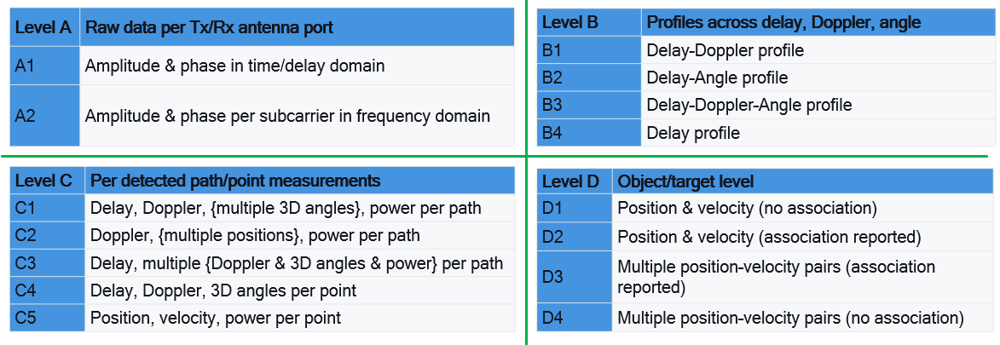 Level A Raw data per Tx/Rx antenna port
A1 Amplitude & phase in time/delay domain
A2 Amplitude & phase per subcarrier in frequency domain
Level B Profiles across delay, Doppler, angle
B1 Delay-Doppler profile
B2 Delay-Angle profile
B3 Delay-Doppler-Angle profile
B4 Delay profile
Level C Per detected path/point measurements
C1 Delay, Doppler, {multiple 3D angles}, power per path
C2 Doppler, {multiple positions}, power per path
C3 Delay, multiple {Doppler & 3D angles & power} per path
C4 Delay, Doppler, 3D angles per point
C5 Position, velocity, power per point
Level D Object/target level
D1 Position & velocity (no association)
D2 Position & velocity (association reported)
D3 Multiple position-velocity pairs (association
reported)
D4 Multiple position-velocity pairs (no association)